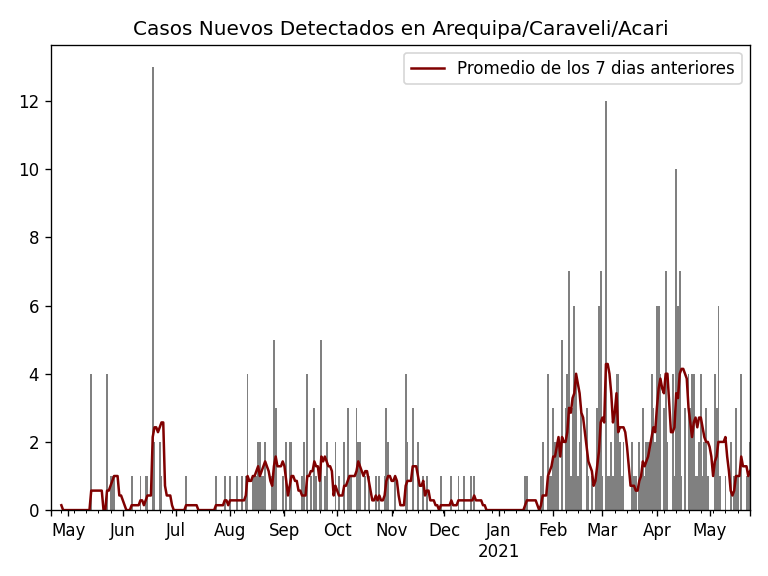 Casos Nuevos Detectados en Arequipa/Caraveli/Acari
Promedio de los 7 dias anteriores
12
10
8
6
4
2
0
May Jun Jul Aug Sep Oct Nov Dec Jan Feb Mar Apr May
2021